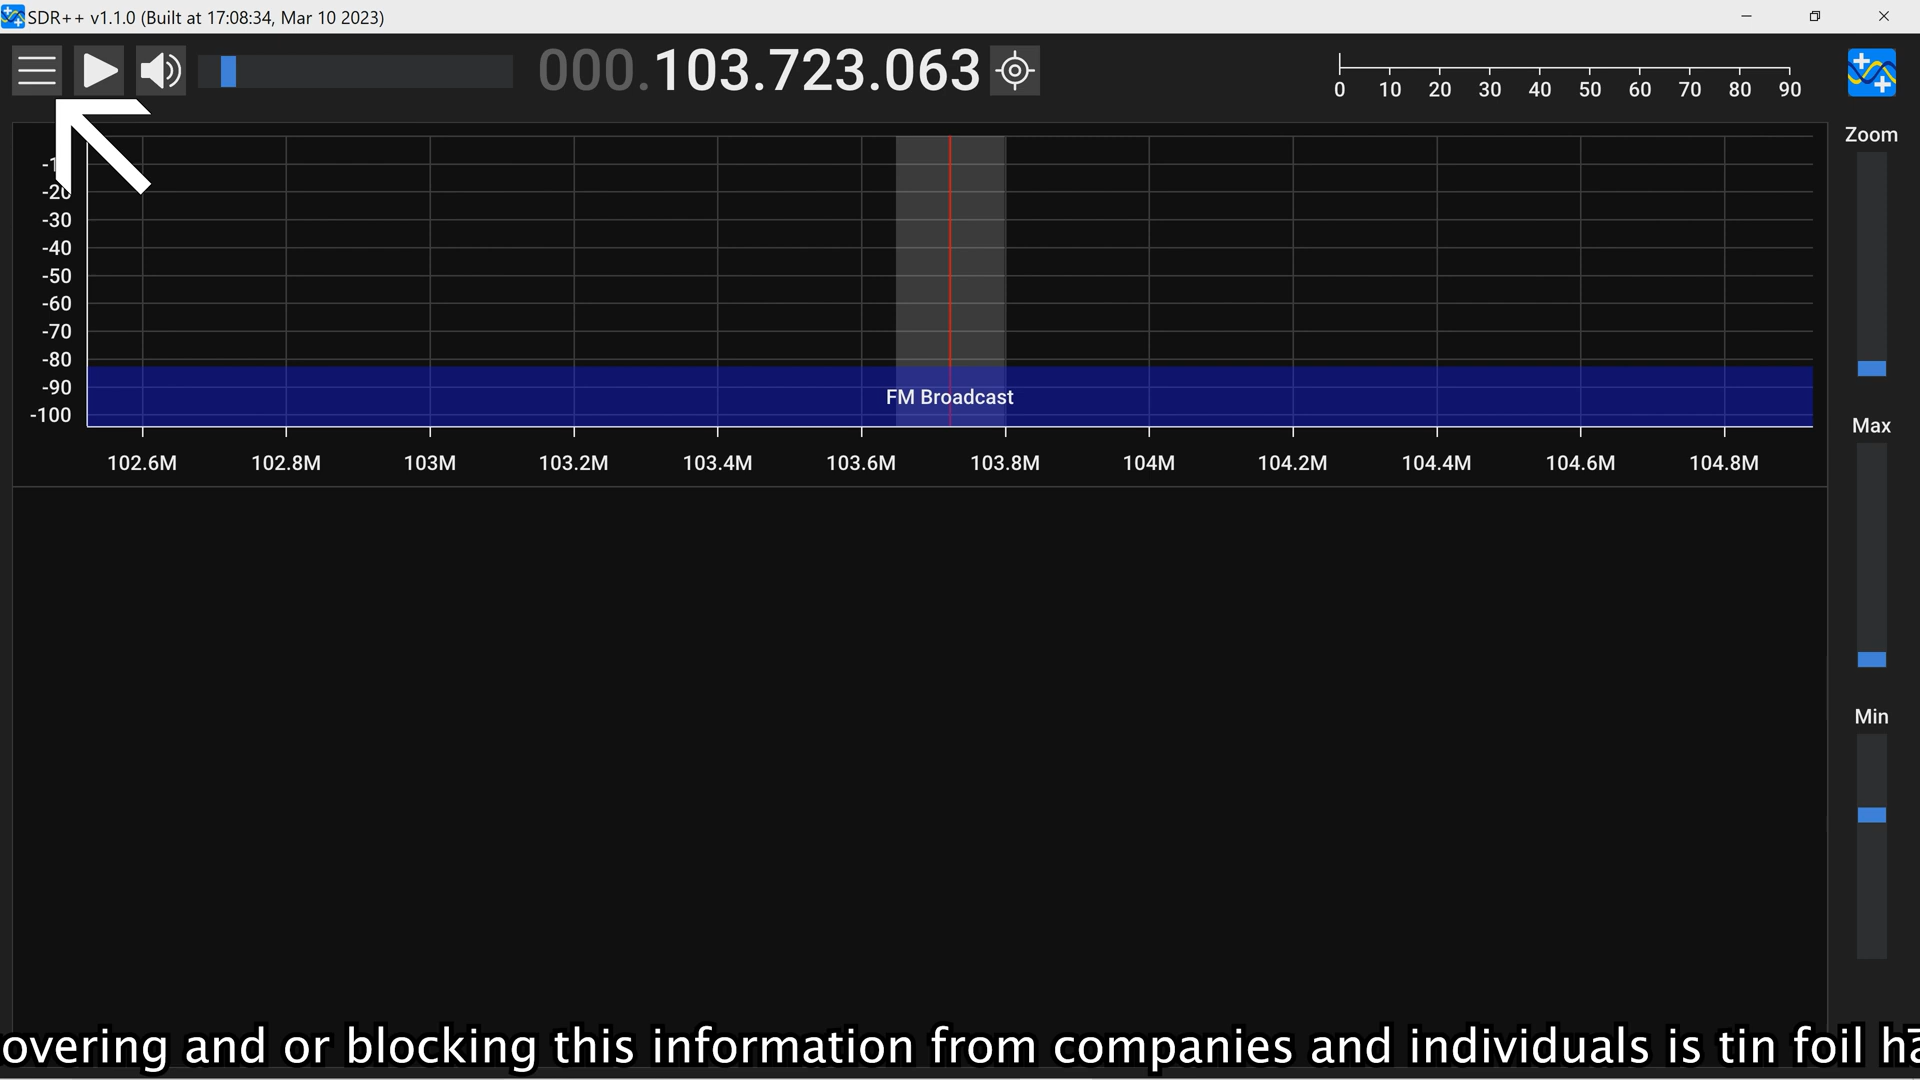 SDR++ v1.1.0 (Built at 17:08:34, Mar 10 2023)
000.103.723.063
0 10 20 30 40 50 60 70 80 90
Zoom
-20
-30
-40
-50
-60
-70
-80
-90
-100
FM Broadcast
102.6M 102.8M 103M 103.2M 103.4M 103.6M 103.8M 104M 104.2M 104.4M 104.6M 104.8M
Max
Min
overing and or blocking this information from companies and individuals is tin foil